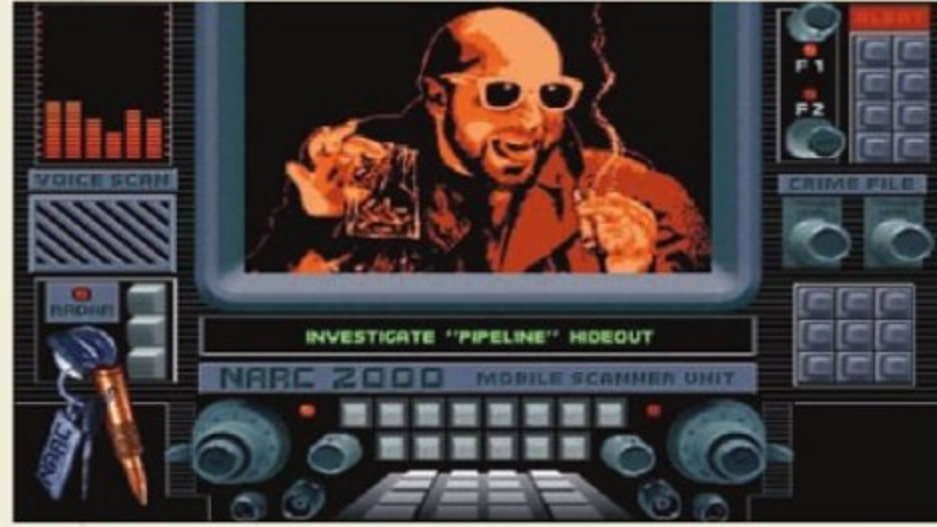 ALERT
F1
F2
VOICE SCAN
CRIME FILE
RADAR
INVESTIGATE "PIPELINE" HIDEOUT
NARC 2000 MOBILE SCANNER UNIT
NARC